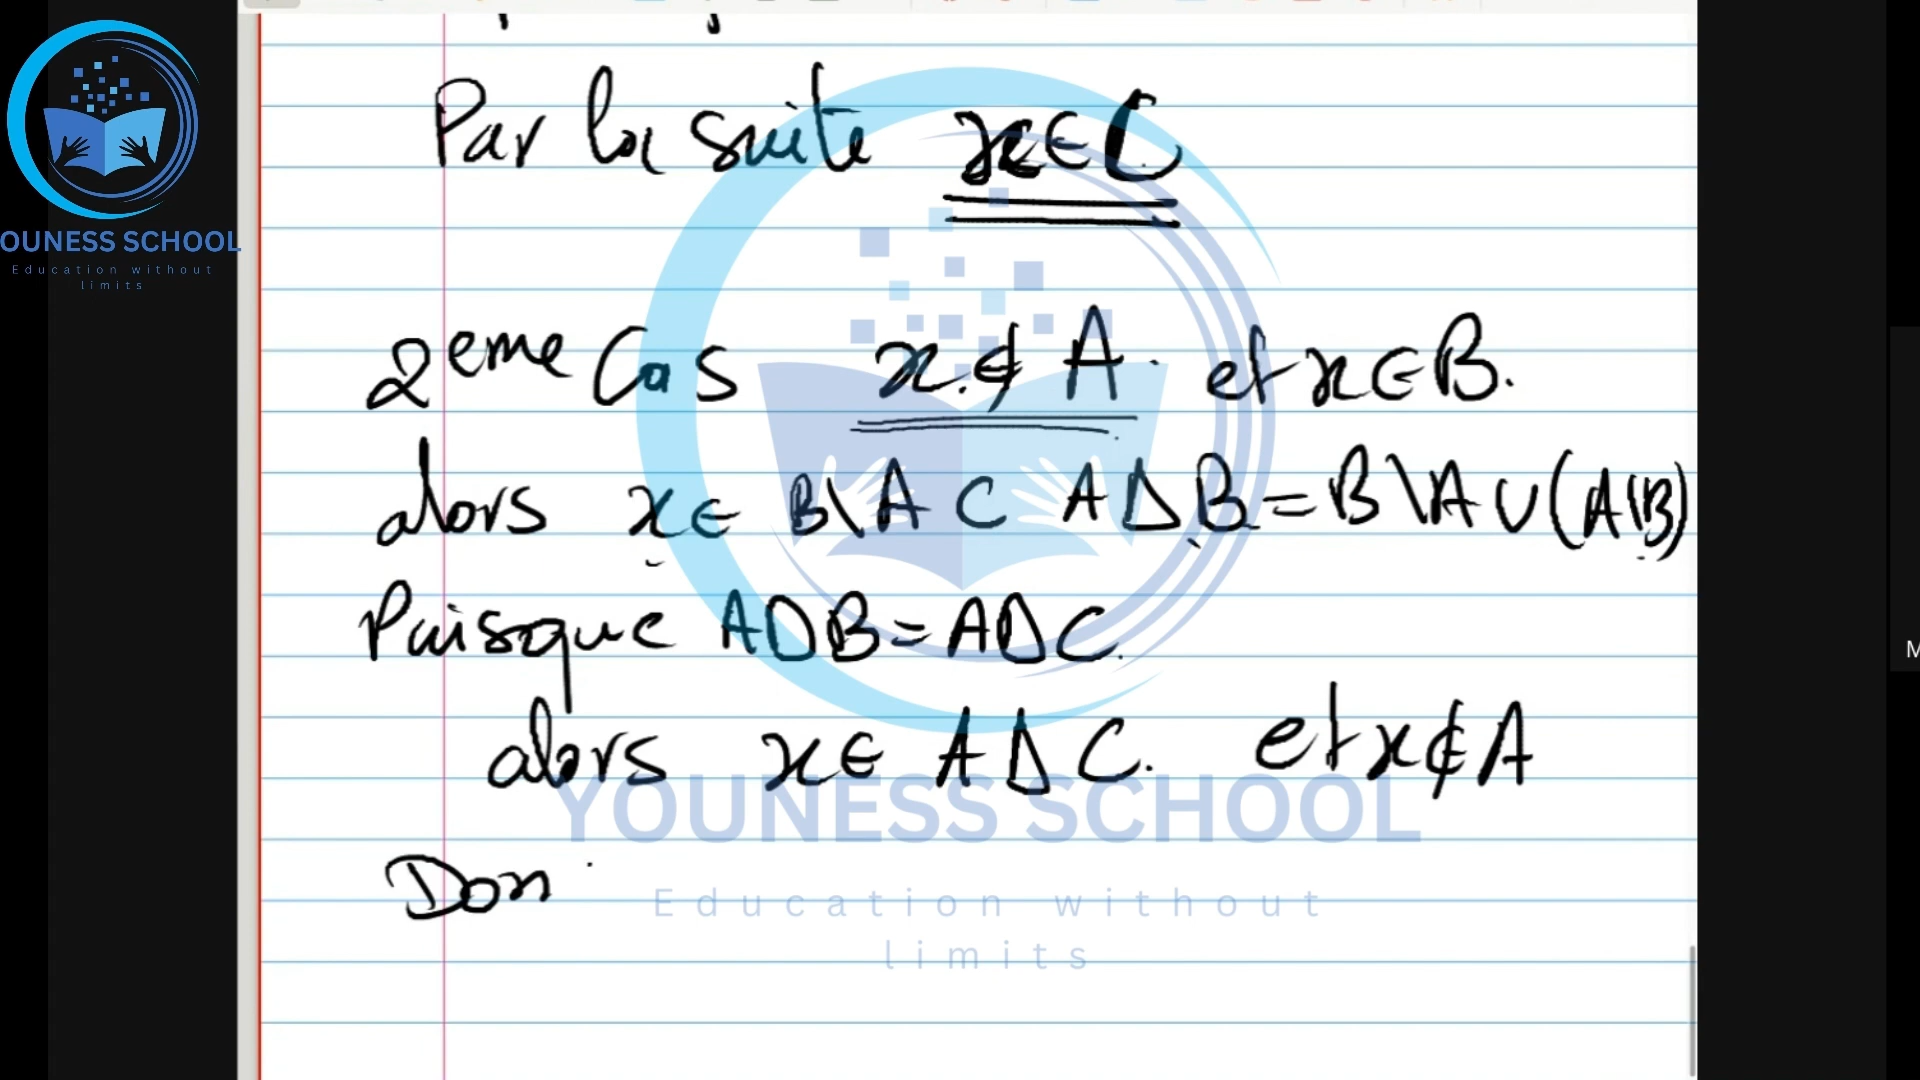 OUNESS SCHOOL
Education without
limits
Par la suite x∈C
2eme Cas x∉A. et x∈B.
alors x∈ B\A ⊂ AΔB=B\A∪(A\B)
Puisque AΔB=AΔC.
alors x∈ AΔC. et x∉A
Don
YOUNESS SCHOOL
Education without
limits
M